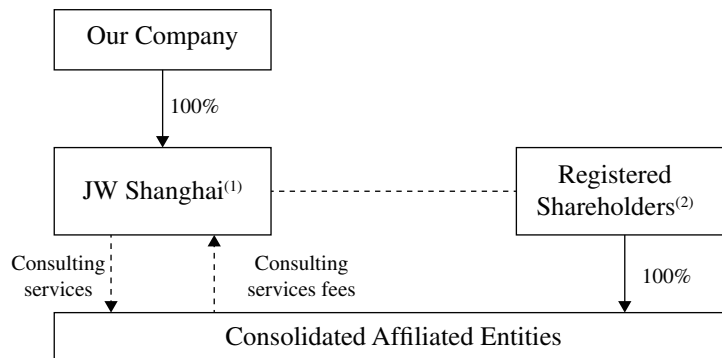 Our Company
100%
JW Shanghai(1)
Registered
Shareholders(2)
Consulting
services
Consulting
services fees
100%
Consolidated Affiliated Entities